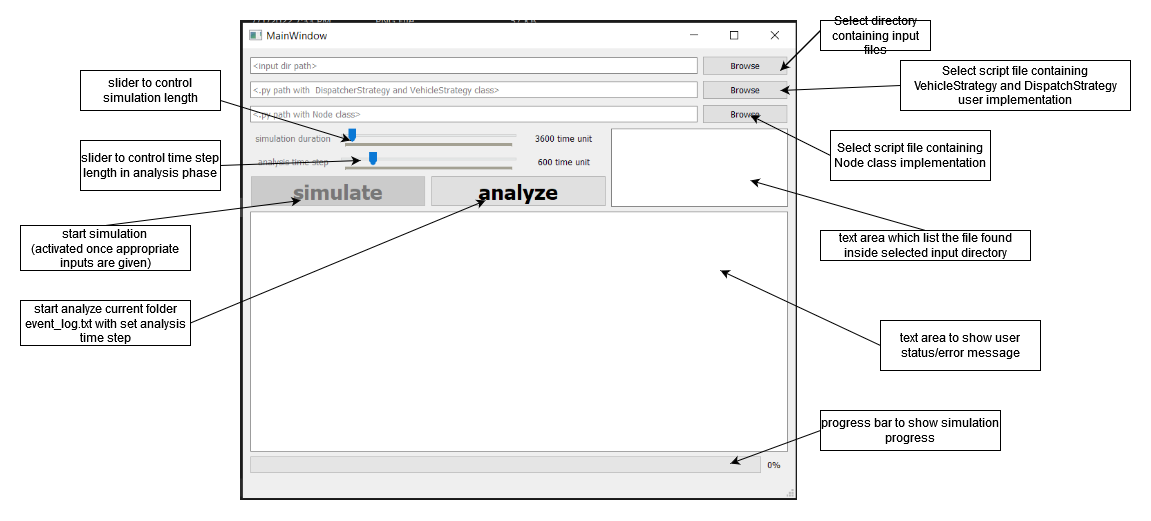 MainWindow
<input dir path>
Browse
<.py path with  DispatcherStrategy and VehicleStrategy class>
Browse
<.py path with Node class>
Browse
simulation duration
3600 time unit
analysis time step
600 time unit
simulate
analyze
0%
slider to control
simulation length
slider to control time step
length in analysis phase
start simulation
(activated once appropriate
inputs are given)
start analyze current folder
event_log.txt with set analysis
time step
Select directory
containing input
files
Select script file containing
VehicleStrategy and DispatchStrategy
user implementation
Select script file containing
Node class implementation
text area which list the file found
inside selected input directory
text area to show user
status/error message
progress bar to show simulation
progress